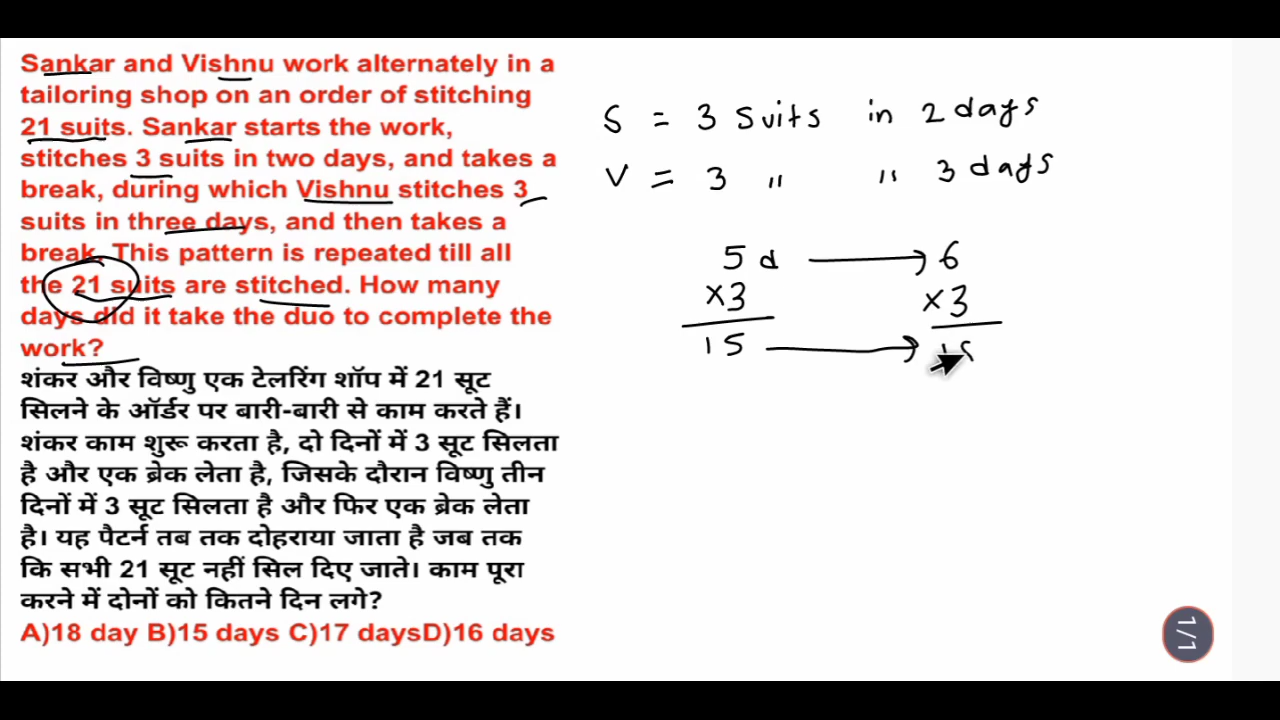 Sankar and Vishnu work alternately in a
tailoring shop on an order of stitching
21 suits. Sankar starts the work,
stitches 3 suits in two days, and takes a
break, during which Vishnu stitches 3
suits in three days, and then takes a
break. This pattern is repeated till all
the 21 suits are stitched. How many
days did it take the duo to complete the
work?
शंकर और विष्णु एक टेलरिंग शॉप में 21 सूट
सिलने के ऑर्डर पर बारी-बारी से काम करते हैं।
शंकर काम शुरू करता है, दो दिनों में 3 सूट सिलता
है और एक ब्रेक लेता है, जिसके दौरान विष्णु तीन
दिनों में 3 सूट सिलता है और फिर एक ब्रेक लेता
है। यह पैटर्न तब तक दोहराया जाता है जब तक
कि सभी 21 सूट नहीं सिल दिए जाते। काम पूरा
करने में दोनों को कितने दिन लगे?
A)18 day B)15 days C)17 daysD)16 days
S = 3 Suits in 2 days
V = 3 " " 3 days
5 d → 6
×3 ×3
15 →
1/1